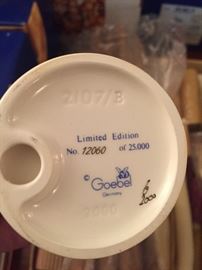 2107/B
Limited Edition
No. 12060 of 25.000
© Goebel
Germany
2000